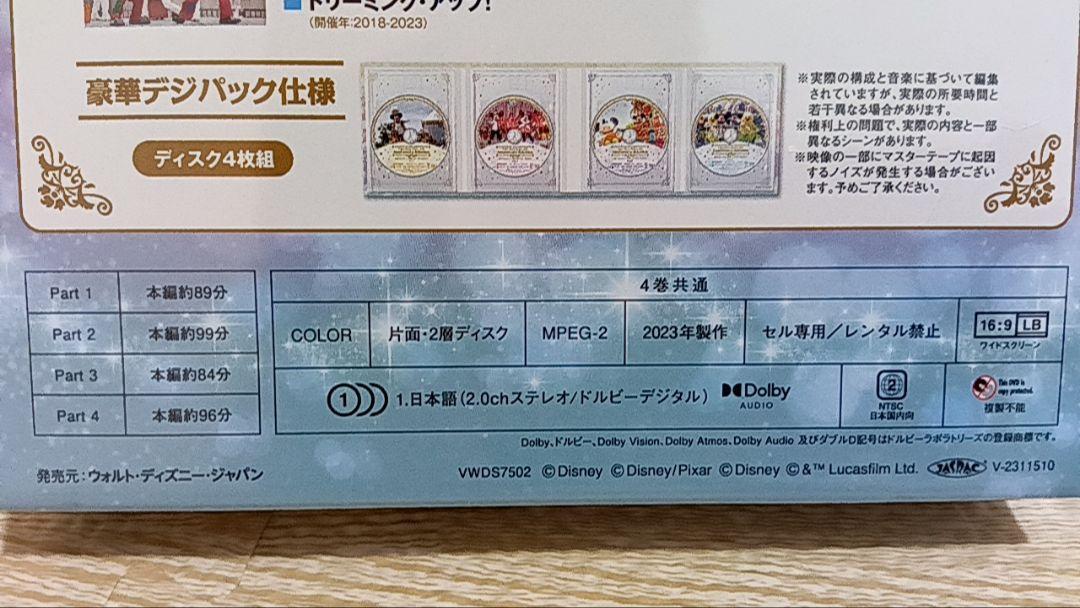 ドリーミング・アップ!
(開催年:2018-2023)
豪華デジパック仕様
ディスク4枚組
※実際の構成と音楽に基づいて編集
されていますが、実際の所要時間と
若干異なる場合があります。
※権利上の問題で、実際の内容と一部
異なるシーンがあります。
※映像の一部にマスターテープに起因
するノイズが発生する場合がござい
ます。予めご了承ください。
Part 1 本編約89分
Part 2 本編約99分
Part 3 本編約84分
Part 4 本編約96分
4巻共通
COLOR 片面・2層ディスク MPEG-2 2023年製作 セル専用/レンタル禁止 16:9 LB
ワイドスクリーン
1 1.日本語(2.0chステレオ/ドルビーデジタル) Dolby
AUDIO
2
NTSC
日本国内向
This DVD is
copy protected.
複製不能
Dolby、ドルビー、Dolby Vision、Dolby Atmos、Dolby Audio 及びダブルD記号はドルビーラボラトリーズの登録商標です。
発売元:ウォルト・ディズニー・ジャパン
VWDS7502 ©Disney ©Disney/Pixar ©Disney ©&™ Lucasfilm Ltd. JASRAC V-2311510